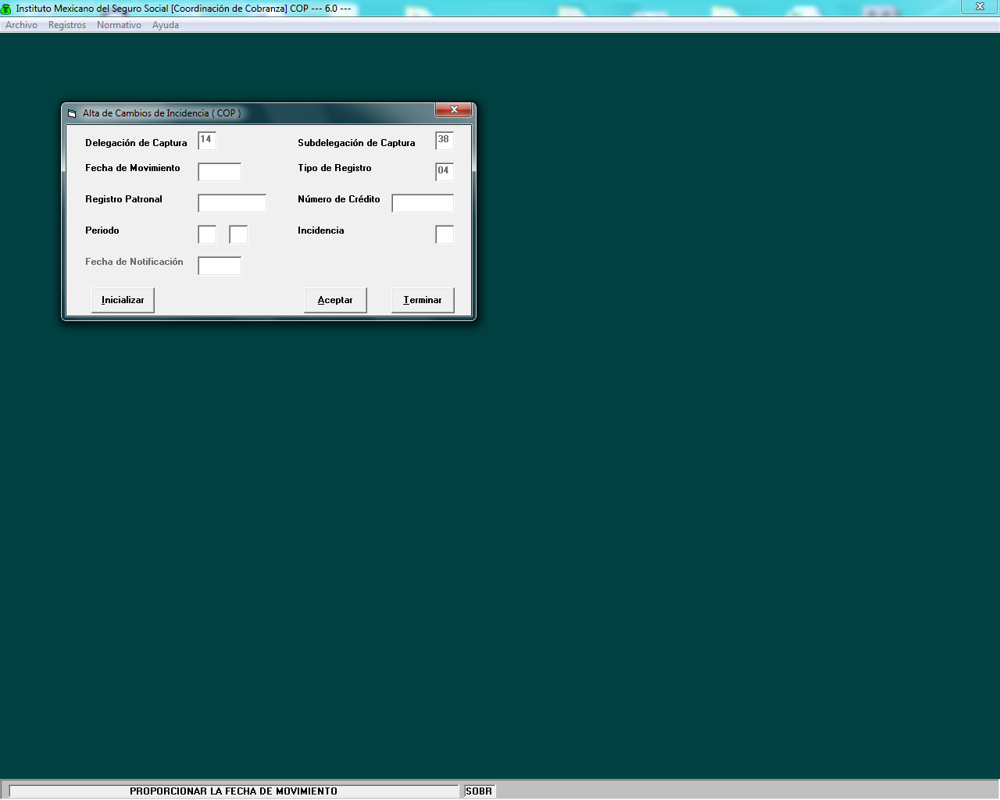 Instituto Mexicano del Seguro Social [Coordinación de Cobranza] COP --- 6.0 ---
Archivo Registros Normativo Ayuda
Alta de Cambios de Incidencia ( COP )
Delegación de Captura 14 Subdelegación de Captura 38
Fecha de Movimiento Tipo de Registro 04
Registro Patronal Número de Crédito
Periodo Incidencia
Fecha de Notificación
Inicializar Aceptar Terminar
PROPORCIONAR LA FECHA DE MOVIMIENTO SOBR